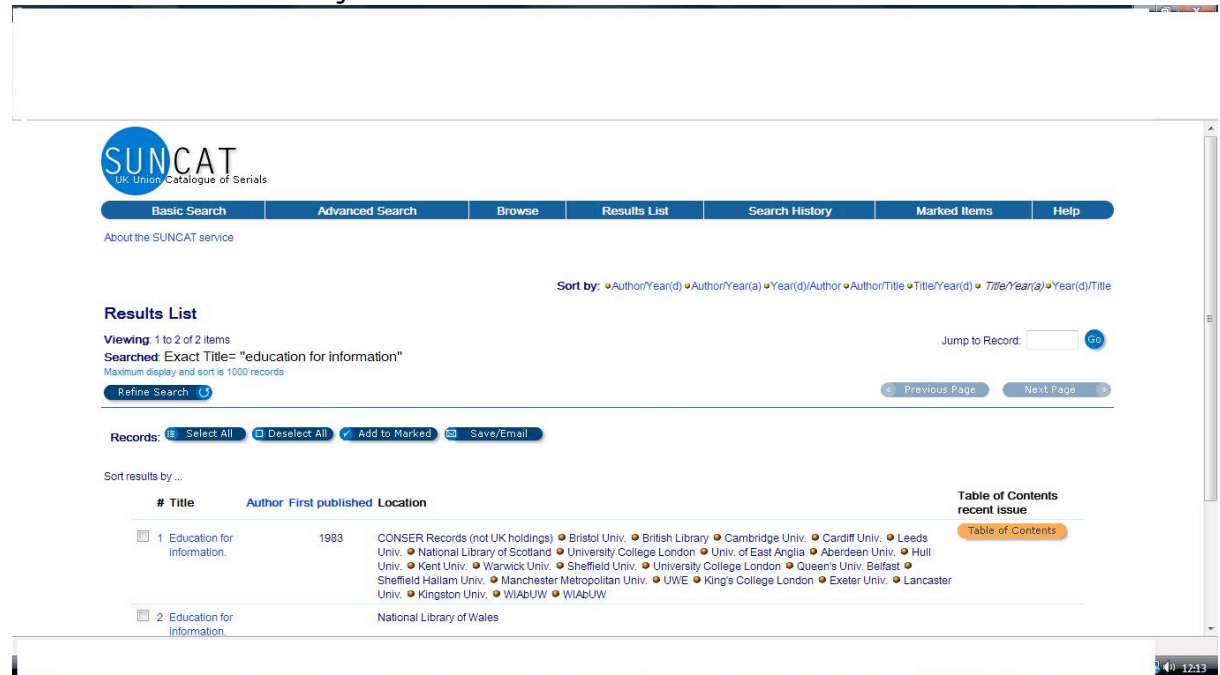 SUNCAT
UK Union Catalogue of Serials
Basic Search Advanced Search Browse Results List Search History Marked Items Help
About the SUNCAT service
Sort by: Author/Year(d) Author/Year(a) Year(d)/Author Author/Title Title/Year(d) Title/Year(a) Year(d)/Title
Results List
Viewing: 1 to 2 of 2 items
Jump to Record: Go
Searched: Exact Title= "education for information"
Maximum display and sort is 1000 records
Refine Search
Previous Page Next Page
Records: Select All Deselect All Add to Marked Save/Email
Sort results by ...
# Title Author First published Location Table of Contents
recent issue
1 Education for 1983 CONSER Records (not UK holdings) Bristol Univ. British Library Cambridge Univ. Cardiff Univ. Leeds Table of Contents
information. Univ. National Library of Scotland University College London Univ. of East Anglia Aberdeen Univ. Hull
Univ. Kent Univ. Warwick Univ. Sheffield Univ. University College London Queen's Univ. Belfast
Sheffield Hallam Univ. Manchester Metropolitan Univ. UWE King's College London Exeter Univ. Lancaster
Univ. Kingston Univ. WlAbUW WlAbUW
2 Education for National Library of Wales
information.
12:13